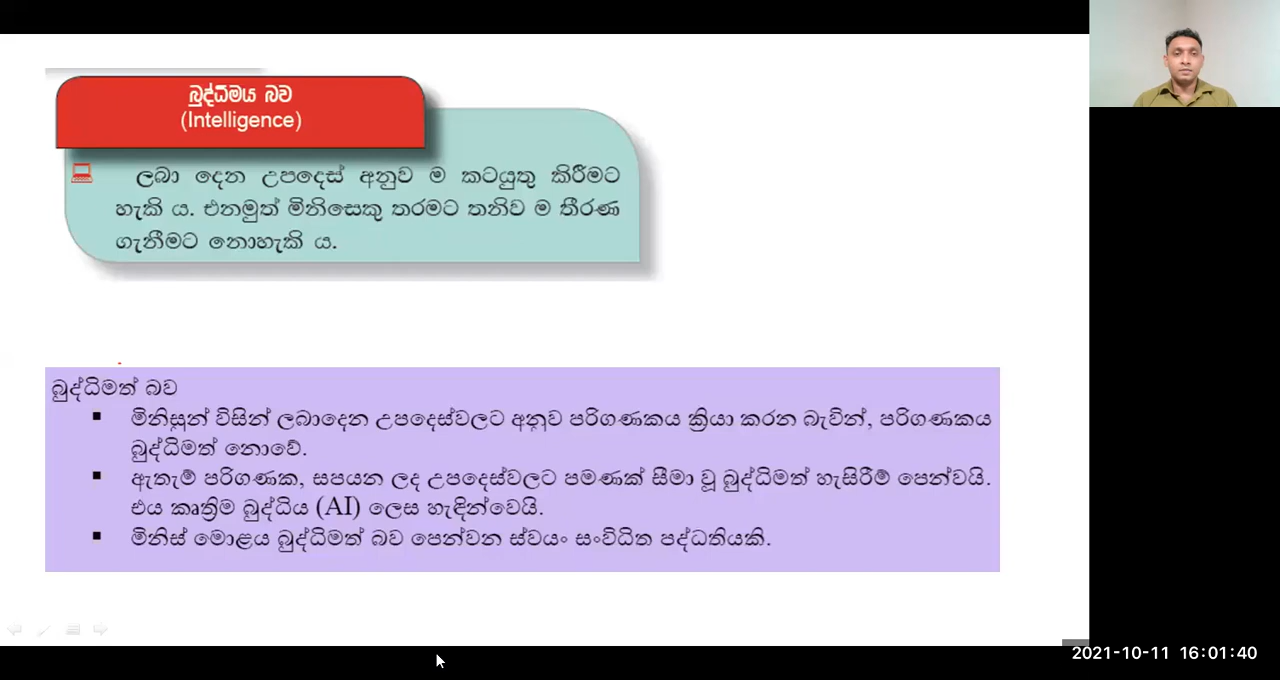 බුද්ධිමය බව
(Intelligence)
ලබා දෙන උපදෙස් අනුව ම කටයුතු කිරීමට
හැකි ය. එනමුත් මිනිසෙකු තරමට තනිව ම තීරණ
ගැනීමට නොහැකි ය.
බුද්ධිමත් බව
▪ මිනිසුන් විසින් ලබාදෙන උපදෙස්වලට අනුව පරිගණකය ක්‍රියා කරන බැවින්, පරිගණකය
බුද්ධිමත් නොවේ.
▪ ඇතැම් පරිගණක, සපයන ලද උපදෙස්වලට පමණක් සීමා වූ බුද්ධිමත් හැසිරීම් පෙන්වයි.
එය කෘත්‍රිම බුද්ධිය (AI) ලෙස හැඳින්වෙයි.
▪ මිනිස් මොළය බුද්ධිමත් බව පෙන්වන ස්වයං සංවිධිත පද්ධතියකි.
2021-10-11 16:01:40